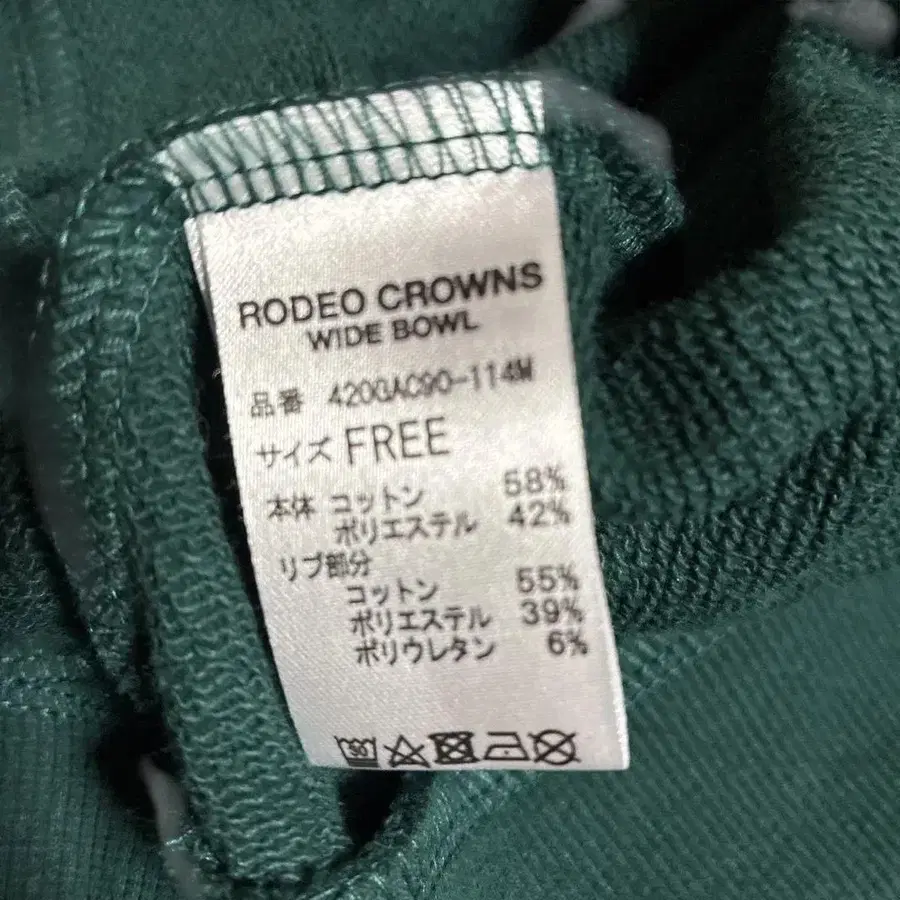 RODEO CROWNS
WIDE BOWL
品番 420GAC90-114M
サイズ FREE
本体 コットン 58%
ポリエステル 42%
リブ部分
コットン 55%
ポリエステル 39%
ポリウレタン 6%